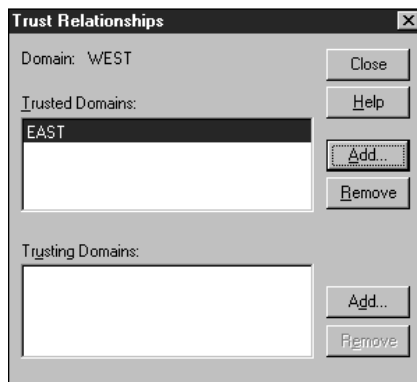 Trust Relationships
Domain: WEST
Close
Trusted Domains:
Help
EAST
Add...
Remove
Trusting Domains:
Add...
Remove